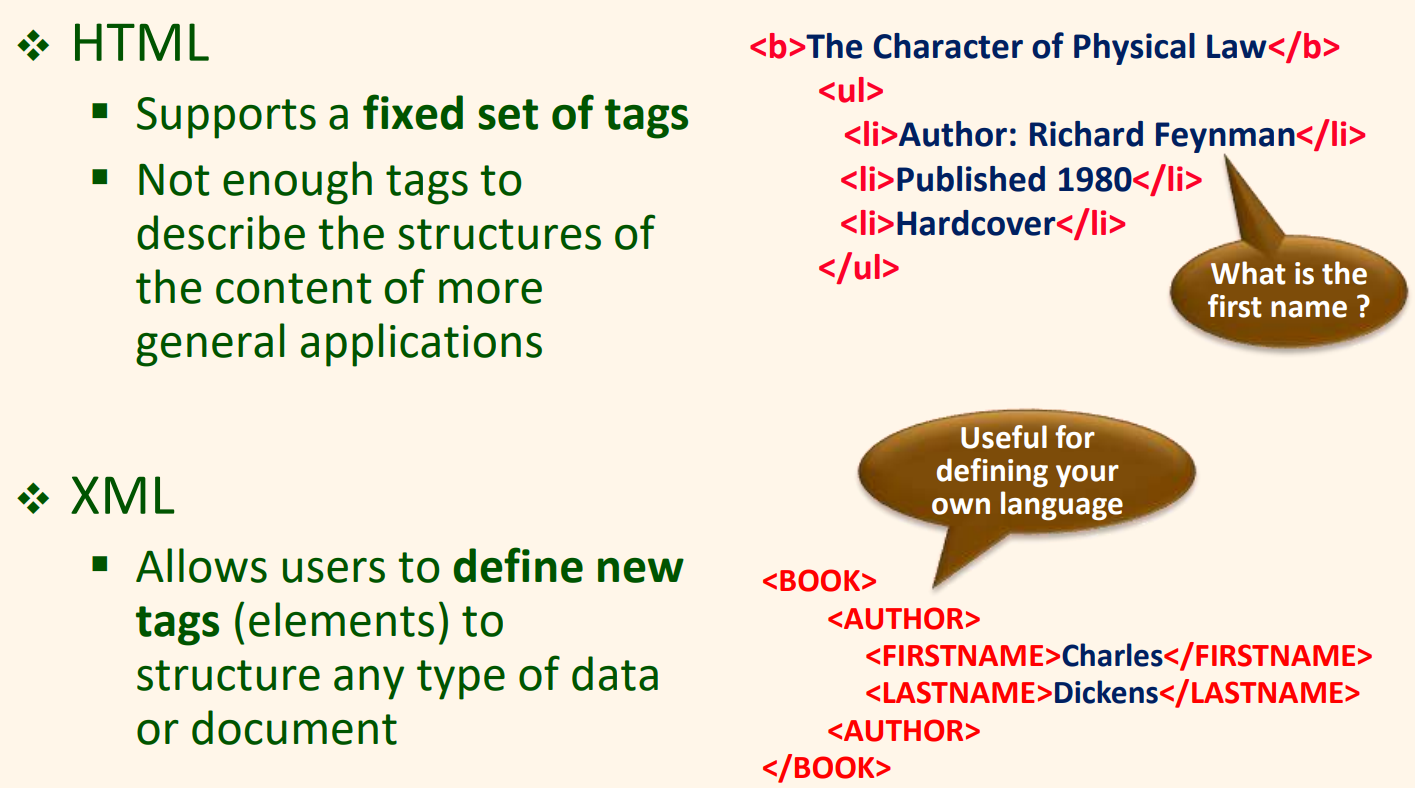 HTML
Supports a fixed set of tags
Not enough tags to
describe the structures of
the content of more
general applications
<b>The Character of Physical Law</b>
<ul>
<li>Author: Richard Feynman</li>
<li>Published 1980</li>
<li>Hardcover</li>
</ul>
What is the
first name ?
XML
Allows users to define new
tags (elements) to
structure any type of data
or document
Useful for
defining your
own language
<BOOK>
<AUTHOR>
<FIRSTNAME>Charles</FIRSTNAME>
<LASTNAME>Dickens</LASTNAME>
<AUTHOR>
</BOOK>